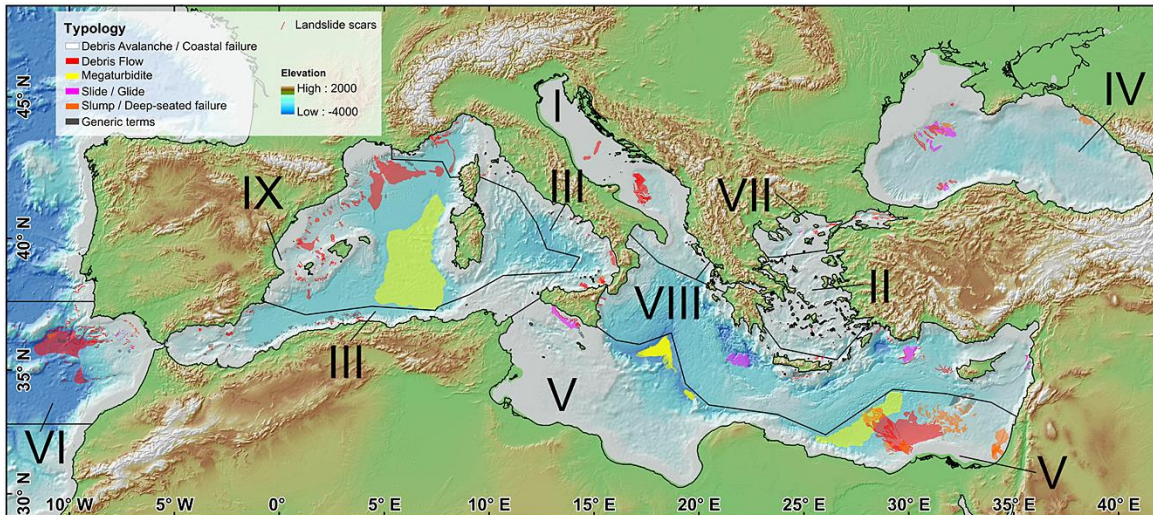 Typology
Debris Avalanche / Coastal failure
Debris Flow
Megaturbidite
Slide / Glide
Slump / Deep-seated failure
Generic terms
Landslide scars
Elevation
High : 2000
Low : -4000
45° N
40° N
35° N
30° N
I
IV
IX
III
VII
II
VIII
III
V
VI
V
10° W
5° W
0°
5° E
10° E
15° E
20° E
25° E
30° E
35° E
40° E